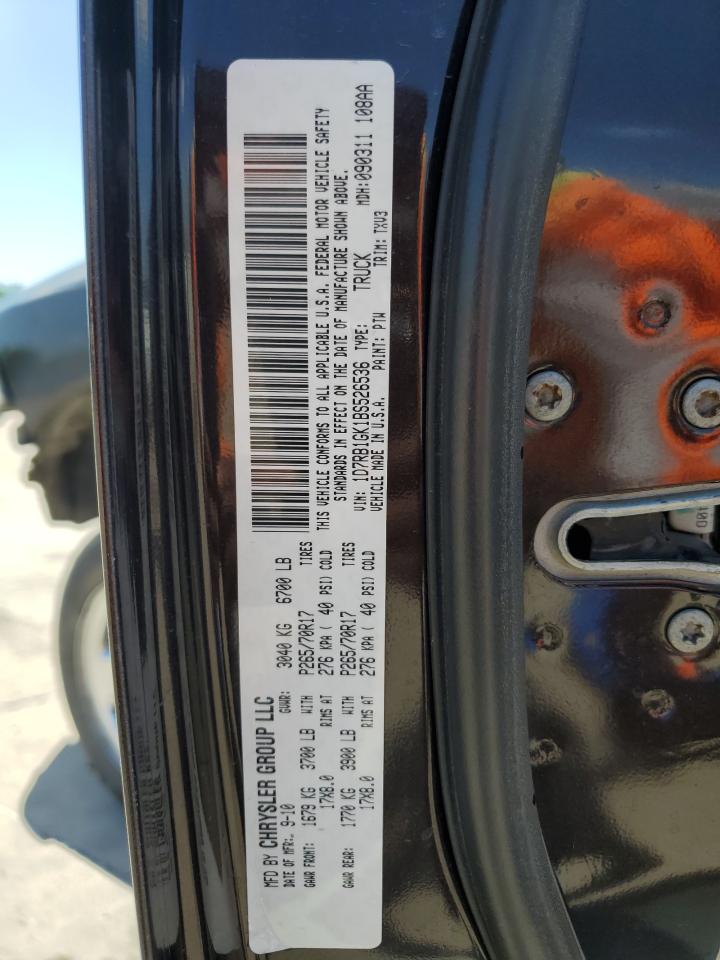 MFD BY CHRYSLER GROUP LLC
DATE OF MFR: 9-10 GVWR: 3040 KG 6700 LB
GAWR FRONT: 1679 KG 3700 LB WITH P265/70R17 TIRES
17X8.0 RIMS AT 276 KPA ( 40 PSI) COLD
GAWR REAR: 1770 KG 3900 LB WITH P265/70R17 TIRES
17X8.0 RIMS AT 276 KPA ( 40 PSI) COLD
THIS VEHICLE CONFORMS TO ALL APPLICABLE U.S.A. FEDERAL MOTOR VEHICLE SAFETY
STANDARDS IN EFFECT ON THE DATE OF MANUFACTURE SHOWN ABOVE.
VIN: 1D7RB1GK1BS526536 TYPE: TRUCK MDH:090311 108AA
VEHICLE MADE IN U.S.A. PAINT: PTW TRIM: TXV3